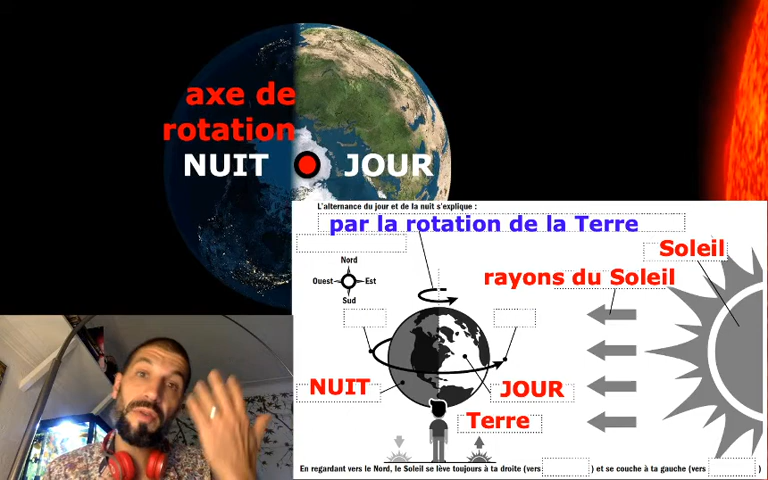 axe de
rotation
NUIT
JOUR
L'alternance du jour et de la nuit s'explique :
par la rotation de la Terre
Soleil
rayons du Soleil
Nord
Ouest
Est
Sud
NUIT
JOUR
Terre
En regardant vers le Nord, le Soleil se lève toujours à ta droite (vers ) et se couche à ta gauche (vers )